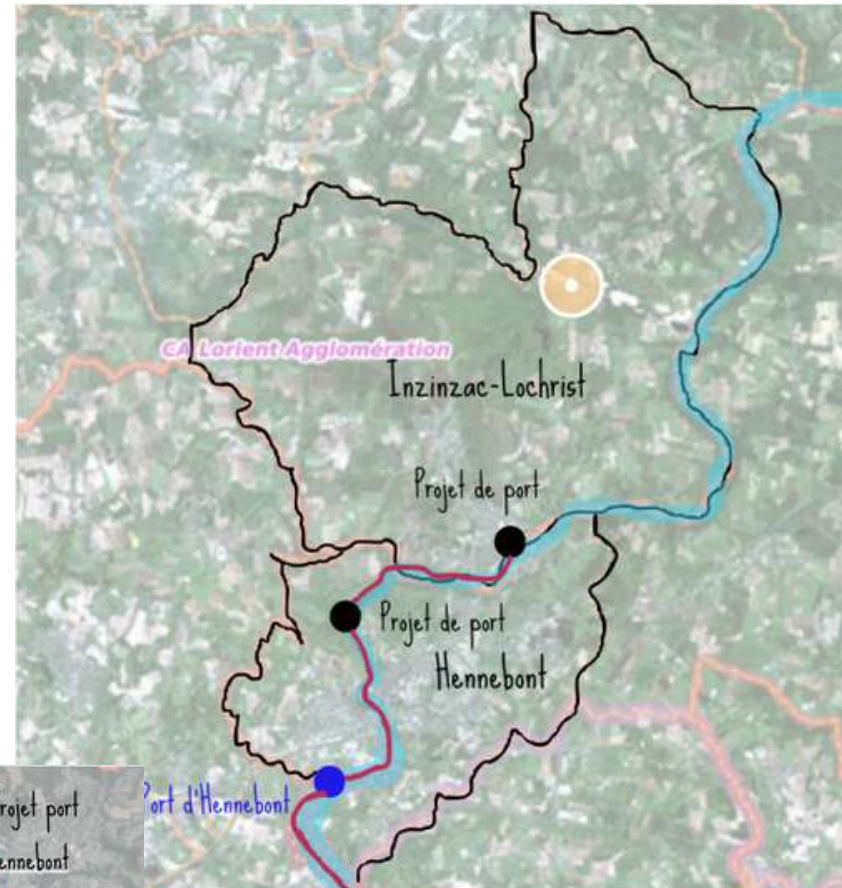 CA Lorient Agglomération
Inzinzac-Lochrist
Projet de port
Projet de port
Hennebont
Port d'Hennebont
rojet port
ennebont